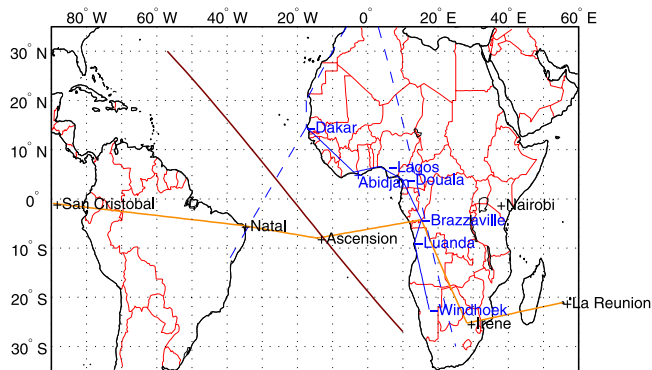 30° N
20° N
10° N
0°
10° S
20° S
30° S
80° W
60° W
40° W
20° W
0°
20° E
40° E
60° E
Dakar
Lagos
Abidjan
Douala
San Cristobal
Nairobi
Natal
Brazzaville
Ascension
Luanda
Windhoek
La Reunion
Irene